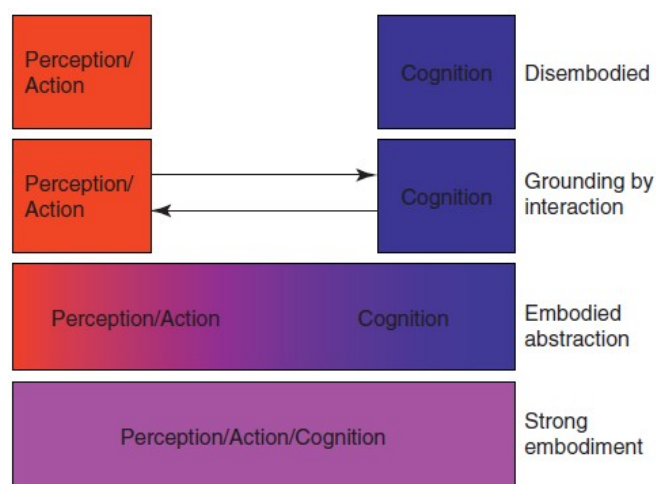 Perception/
Action
Cognition
Disembodied
Perception/
Action
Cognition
Grounding by
interaction
Perception/Action
Cognition
Embodied
abstraction
Perception/Action/Cognition
Strong
embodiment